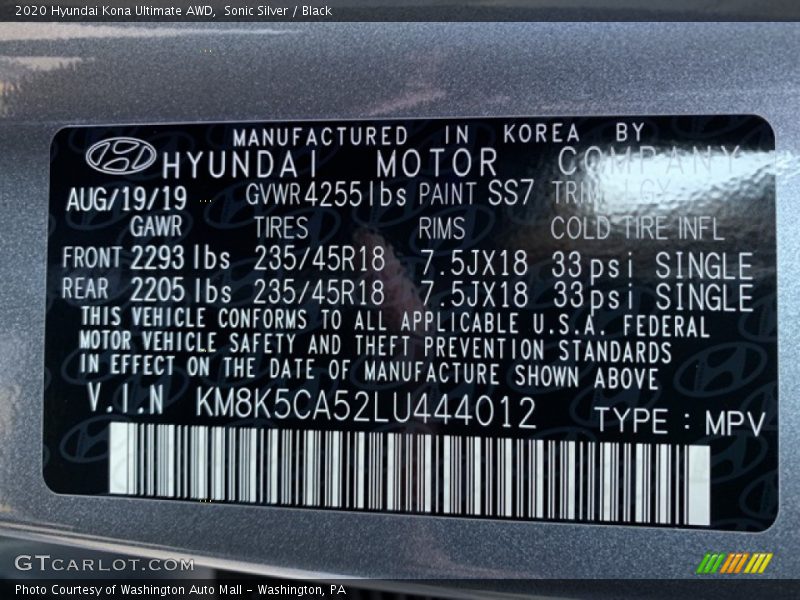 2020 Hyundai Kona Ultimate AWD, Sonic Silver / Black
MANUFACTURED IN KOREA BY
HYUNDAI MOTOR COMPANY
AUG/19/19 GVWR 4255 lbs PAINT SS7 TRIM LGY
GAWR TIRES RIMS COLD TIRE INFL
FRONT 2293 lbs 235/45R18 7.5JX18 33psi SINGLE
REAR 2205 lbs 235/45R18 7.5JX18 33psi SINGLE
THIS VEHICLE CONFORMS TO ALL APPLICABLE U.S.A. FEDERAL
MOTOR VEHICLE SAFETY AND THEFT PREVENTION STANDARDS
IN EFFECT ON THE DATE OF MANUFACTURE SHOWN ABOVE
V.I.N KM8K5CA52LU444012 TYPE : MPV
GTCARLOT.COM
Photo Courtesy of Washington Auto Mall - Washington, PA